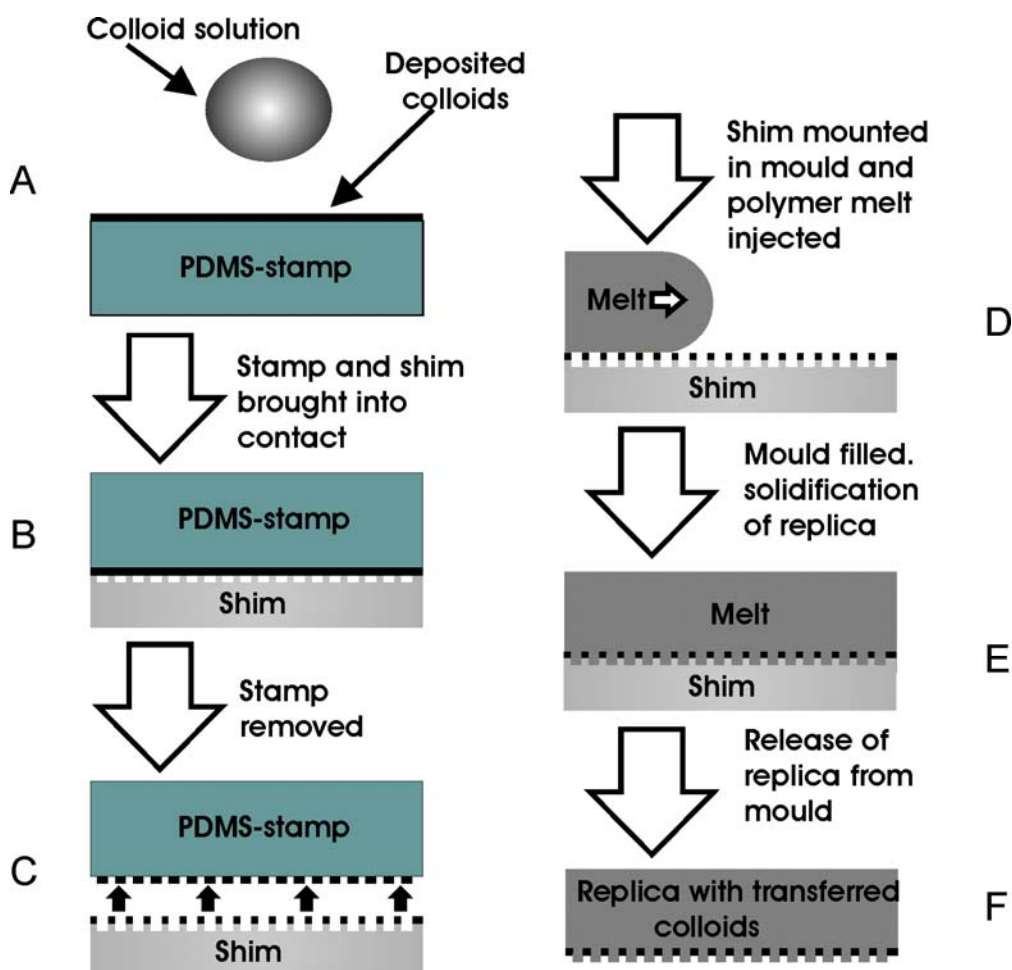 Colloid solution
Deposited
colloids
A
PDMS-stamp
Stamp and shim
brought into
contact
PDMS-stamp
B
Shim
Stamp
removed
PDMS-stamp
C
Shim
Shim mounted
in mould and
polymer melt
injected
Melt
D
Shim
Mould filled.
solidification
of replica
Melt
E
Shim
Release of
replica from
mould
Replica with transferred
colloids
F